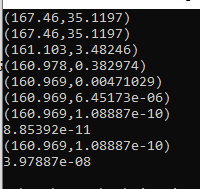 (167.46,35.1197)
(167.46,35.1197)
(161.103,3.48246)
(160.978,0.382974)
(160.969,0.00471029)
(160.969,6.45173e-06)
(160.969,1.08887e-10)
8.85392e-11
(160.969,1.08887e-10)
3.97887e-08